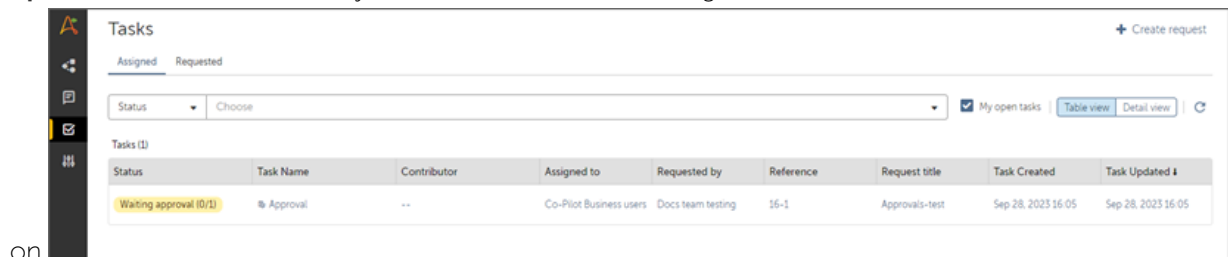 Tasks
+ Create request
Assigned Requested
Status Choose My open tasks Table view Detail view
Tasks (1)
Status Task Name Contributor Assigned to Requested by Reference Request title Task Created Task Updated
Waiting approval (0/1) Approval -- Co-Pilot Business users Docs team testing 16-1 Approvals-test Sep 28, 2023 16:05 Sep 28, 2023 16:05
on